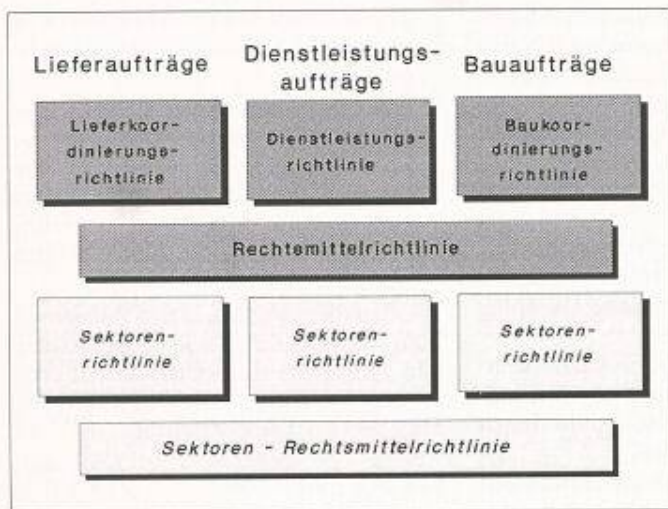 Lieferaufträge
Dienstleistungs-
aufträge
Bauaufträge
Lieferkoor-
dinierungs-
richtlinie
Dienstleistungs-
richtlinie
Baukoor-
dinierungs-
richtlinie
Rechtsmittelrichtlinie
Sektoren-
richtlinie
Sektoren-
richtlinie
Sektoren-
richtlinie
Sektoren - Rechtsmittelrichtlinie